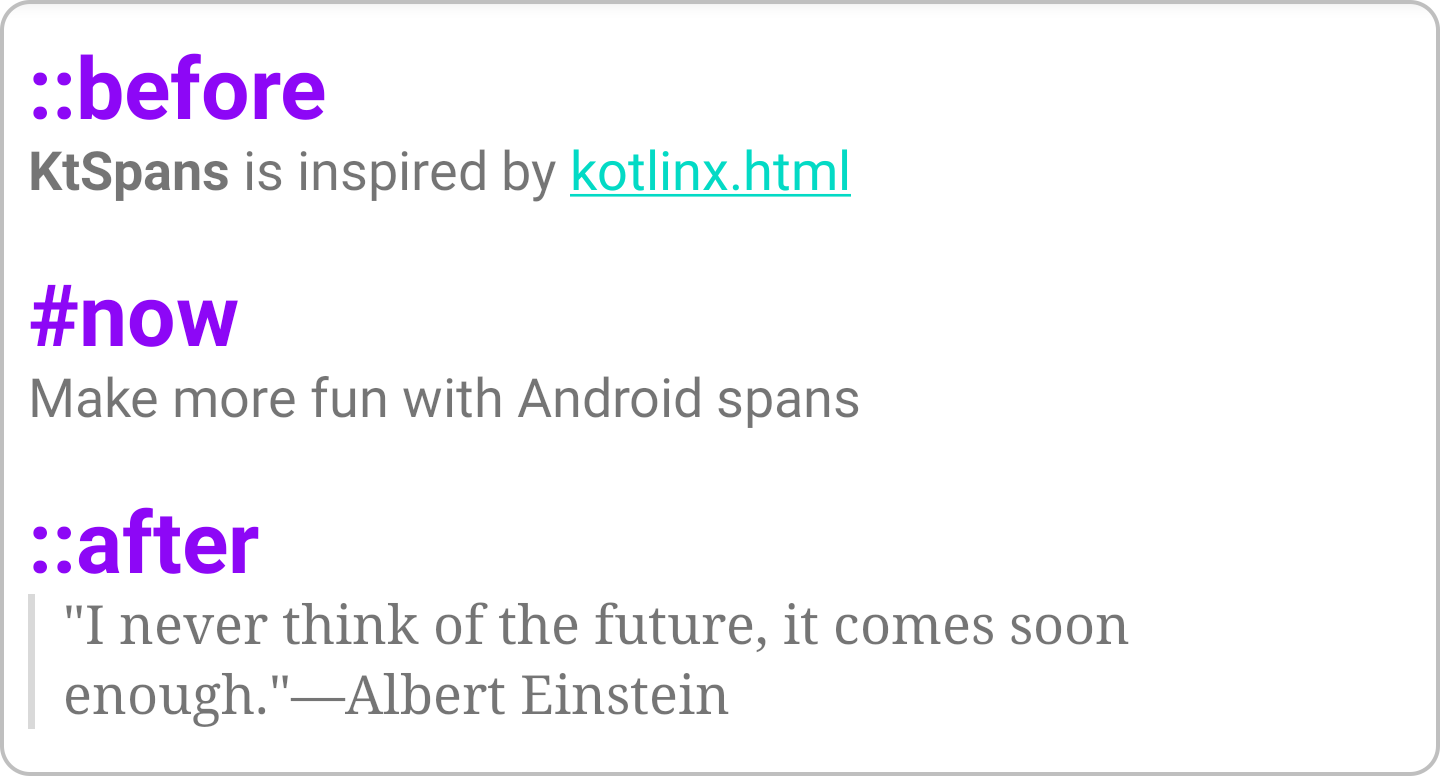 ::before
KtSpans is inspired by kotlinx.html
#now
Make more fun with Android spans
::after
"I never think of the future, it comes soon
enough."—Albert Einstein